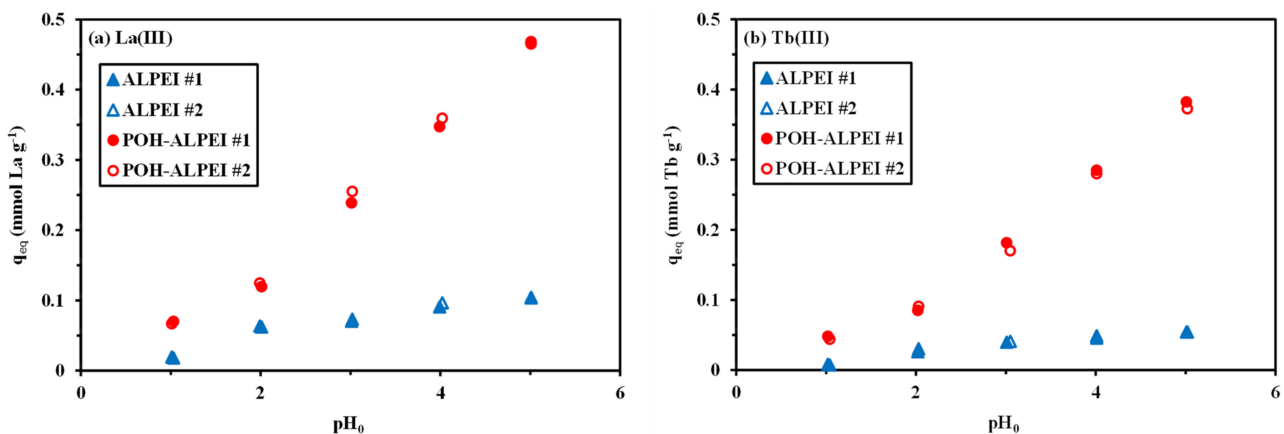 (a) La(III)
ALPEI #1
ALPEI #2
POH-ALPEI #1
POH-ALPEI #2
0.5
0.4
0.3
0.2
0.1
0
qeq (mmol La g-1)
0 2 4 6
pH0
(b) Tb(III)
ALPEI #1
ALPEI #2
POH-ALPEI #1
POH-ALPEI #2
0.5
0.4
0.3
0.2
0.1
0
qeq (mmol Tb g-1)
0 2 4 6
pH0